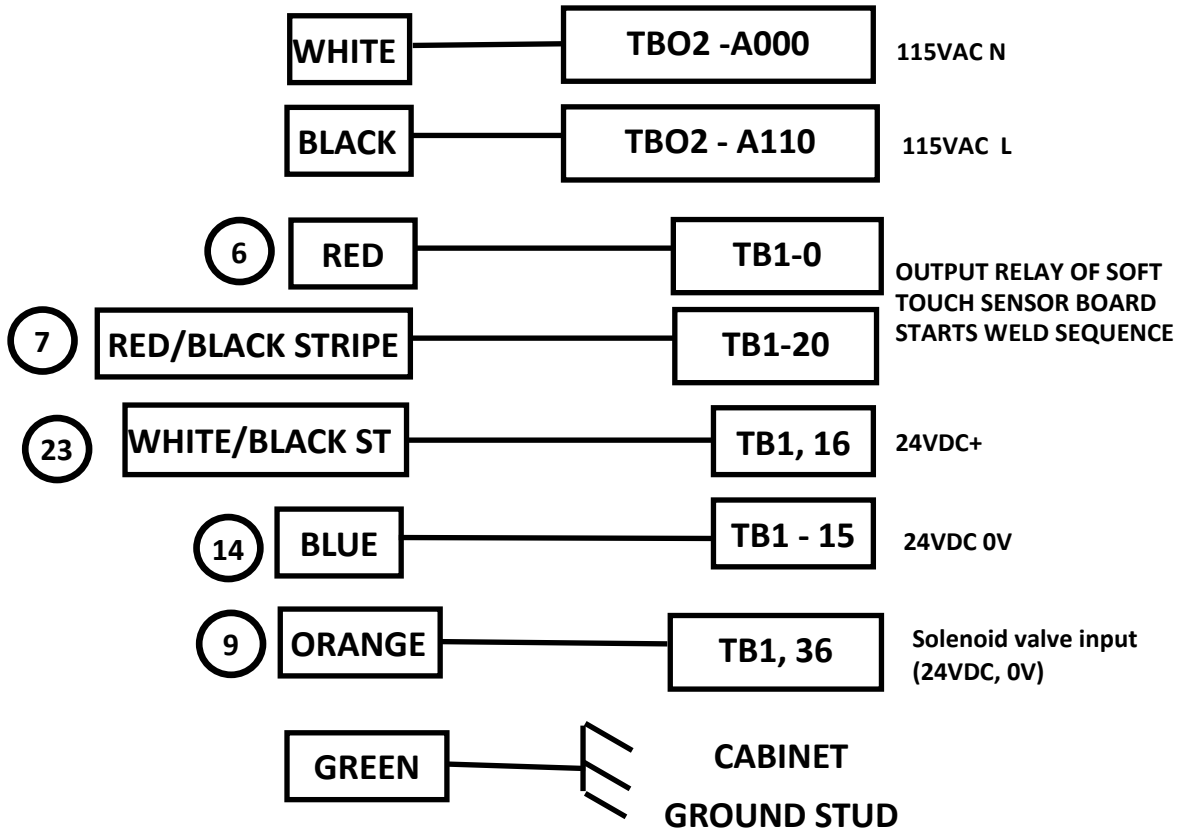 WHITE TBO2 -A000 115VAC N
BLACK TBO2 - A110 115VAC L
6 RED TB1-0
OUTPUT RELAY OF SOFT
TOUCH SENSOR BOARD
STARTS WELD SEQUENCE
7 RED/BLACK STRIPE TB1-20
23 WHITE/BLACK ST TB1, 16 24VDC+
14 BLUE TB1 - 15 24VDC 0V
9 ORANGE TB1, 36
Solenoid valve input
(24VDC, 0V)
GREEN CABINET
GROUND STUD